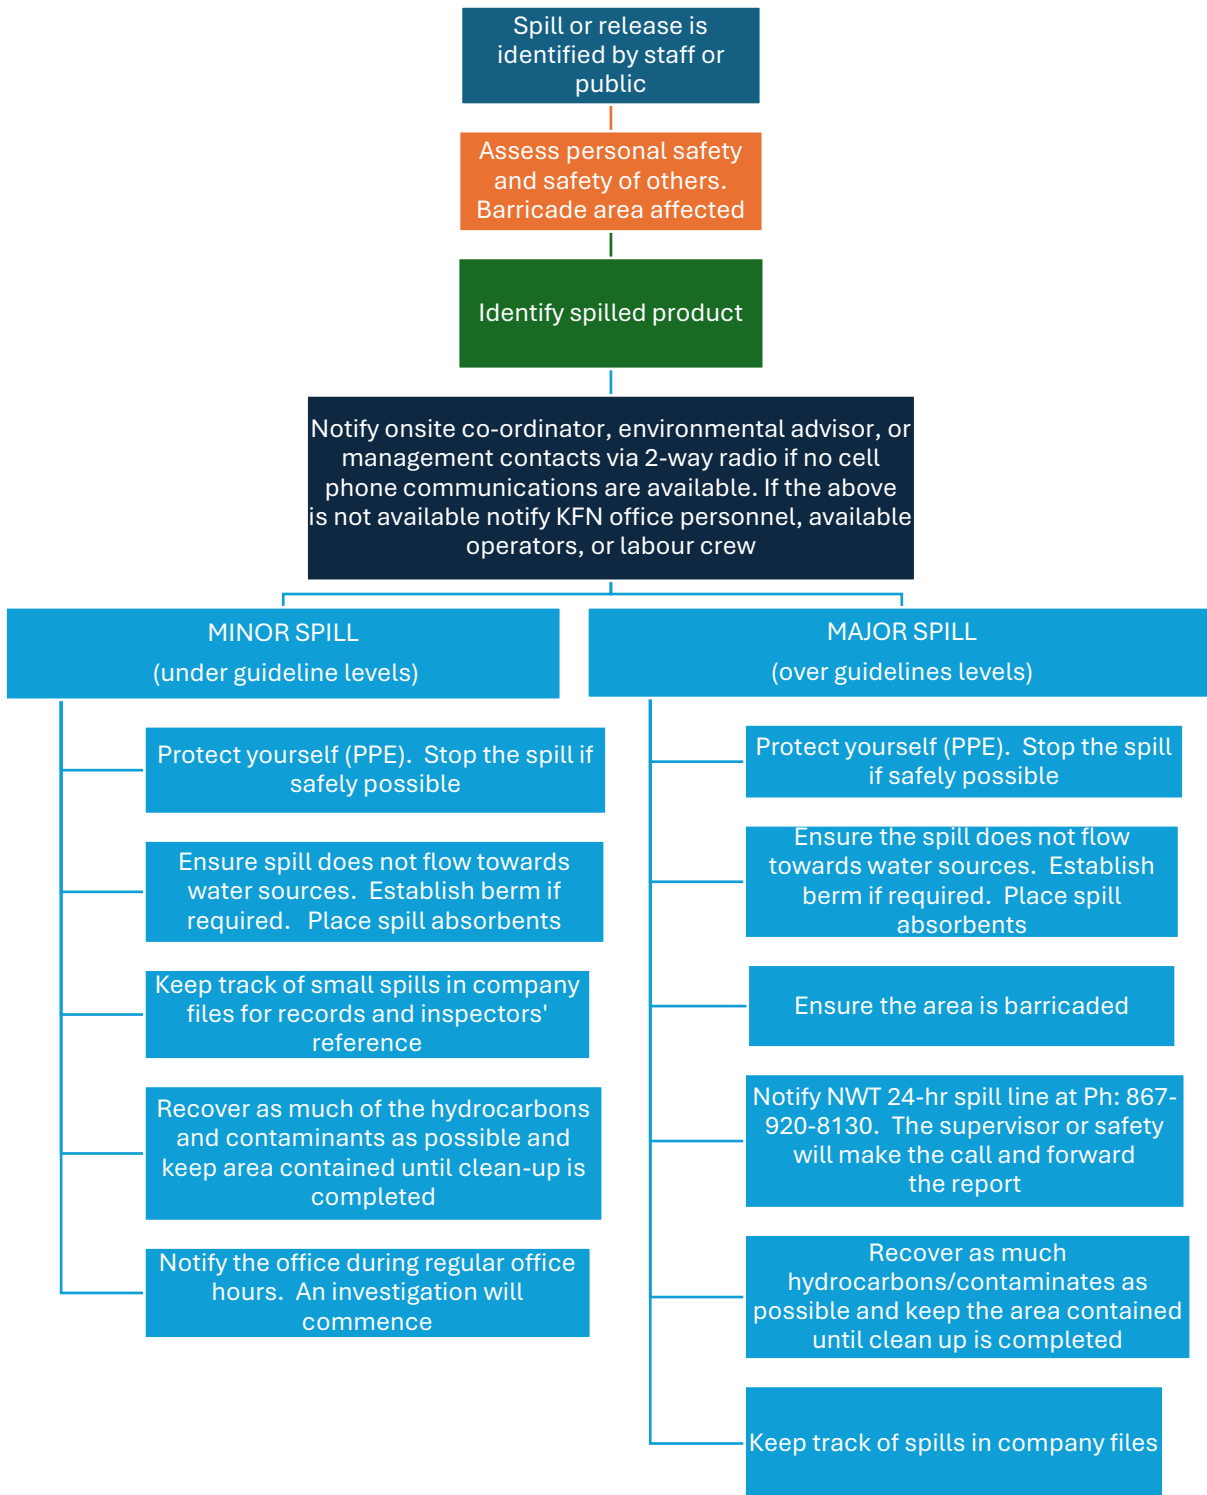 Spill or release is
identified by staff or
public
Assess personal safety
and safety of others.
Barricade area affected
Identify spilled product
Notify onsite co-ordinator, environmental advisor, or
management contacts via 2-way radio if no cell
phone communications are available. If the above
is not available notify KFN office personnel, available
operators, or labour crew
MINOR SPILL
(under guideline levels)
Protect yourself (PPE).  Stop the spill if
safely possible
Ensure spill does not flow towards
water sources.  Establish berm if
required.   Place spill absorbents
Keep track of small spills in company
files for records and inspectors'
reference
Recover as much of the hydrocarbons
and contaminants as possible and
keep area contained until clean-up is
completed
Notify the office during regular office
hours.  An investigation will
commence
MAJOR SPILL
(over guidelines levels)
Protect yourself (PPE).  Stop the spill
if safely possible
Ensure the spill does not flow
towards water sources.  Establish
berm if required.  Place spill
absorbents
Ensure the area is barricaded
Notify NWT 24-hr spill line at Ph: 867-
920-8130.  The supervisor or safety
will make the call and forward
the report
Recover as much
hydrocarbons/contaminates as
possible and keep the area contained
until clean up is completed
Keep track of spills in company files